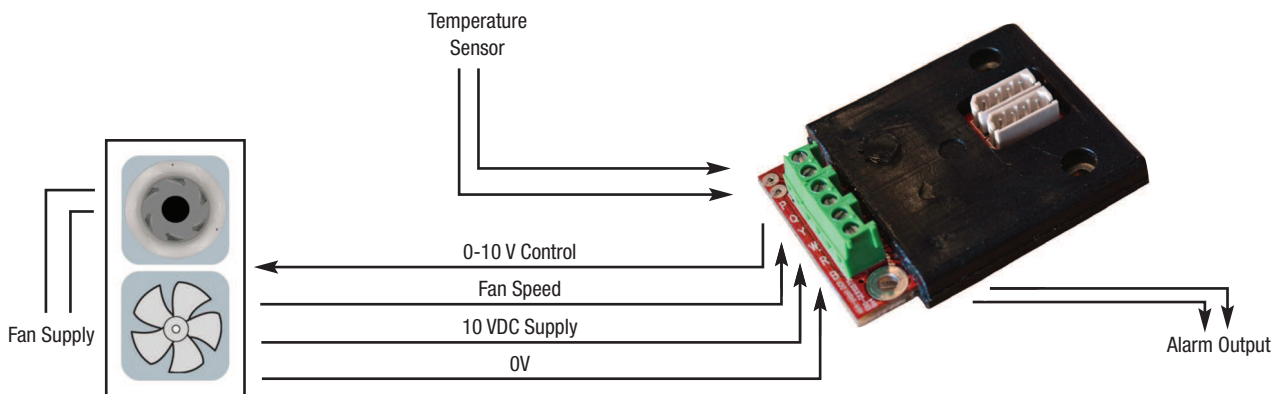 Temperature
Sensor
0-10 V Control
Fan Speed
Fan Supply
10 VDC Supply
0V
Alarm Output